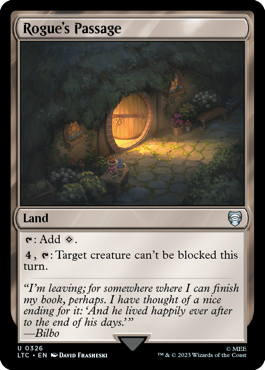 Rogue's Passage
Land
: Add .
4, : Target creature can't be blocked this
turn.
“I'm leaving; for somewhere where I can finish
my book, perhaps. I have thought of a nice
ending for it: ‘And he lived happily ever after
to the end of his days.’”
—Bilbo
U 0326
LTC • EN DAVID FRASHESKI
© MEE
™ & © 2023 Wizards of the Coast